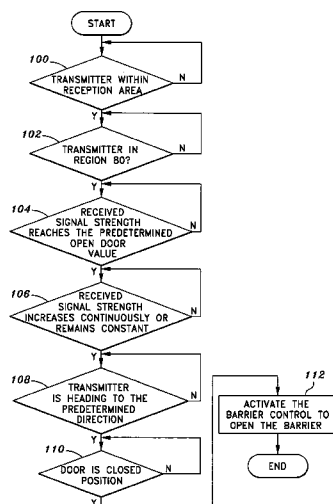 START
100
TRANSMITTER WITHIN
RECEPTION AREA
N
Y
102
TRANSMITTER IN
REGION 80?
N
Y
104
RECEIVED
SIGNAL STRENGTH
REACHES THE PREDETERMINED
OPEN DOOR
VALUE
N
Y
106
RECEIVED
SIGNAL STRENGTH
INCREASES CONTINUOUSLY OR
REMAINS CONSTANT
N
Y
108
TRANSMITTER
IS HEADING TO THE
PREDETERMINED
DIRECTION
N
Y
110
DOOR IS CLOSED
POSITION
N
Y
112
ACTIVATE THE
BARRIER CONTROL TO
OPEN THE BARRIER
END